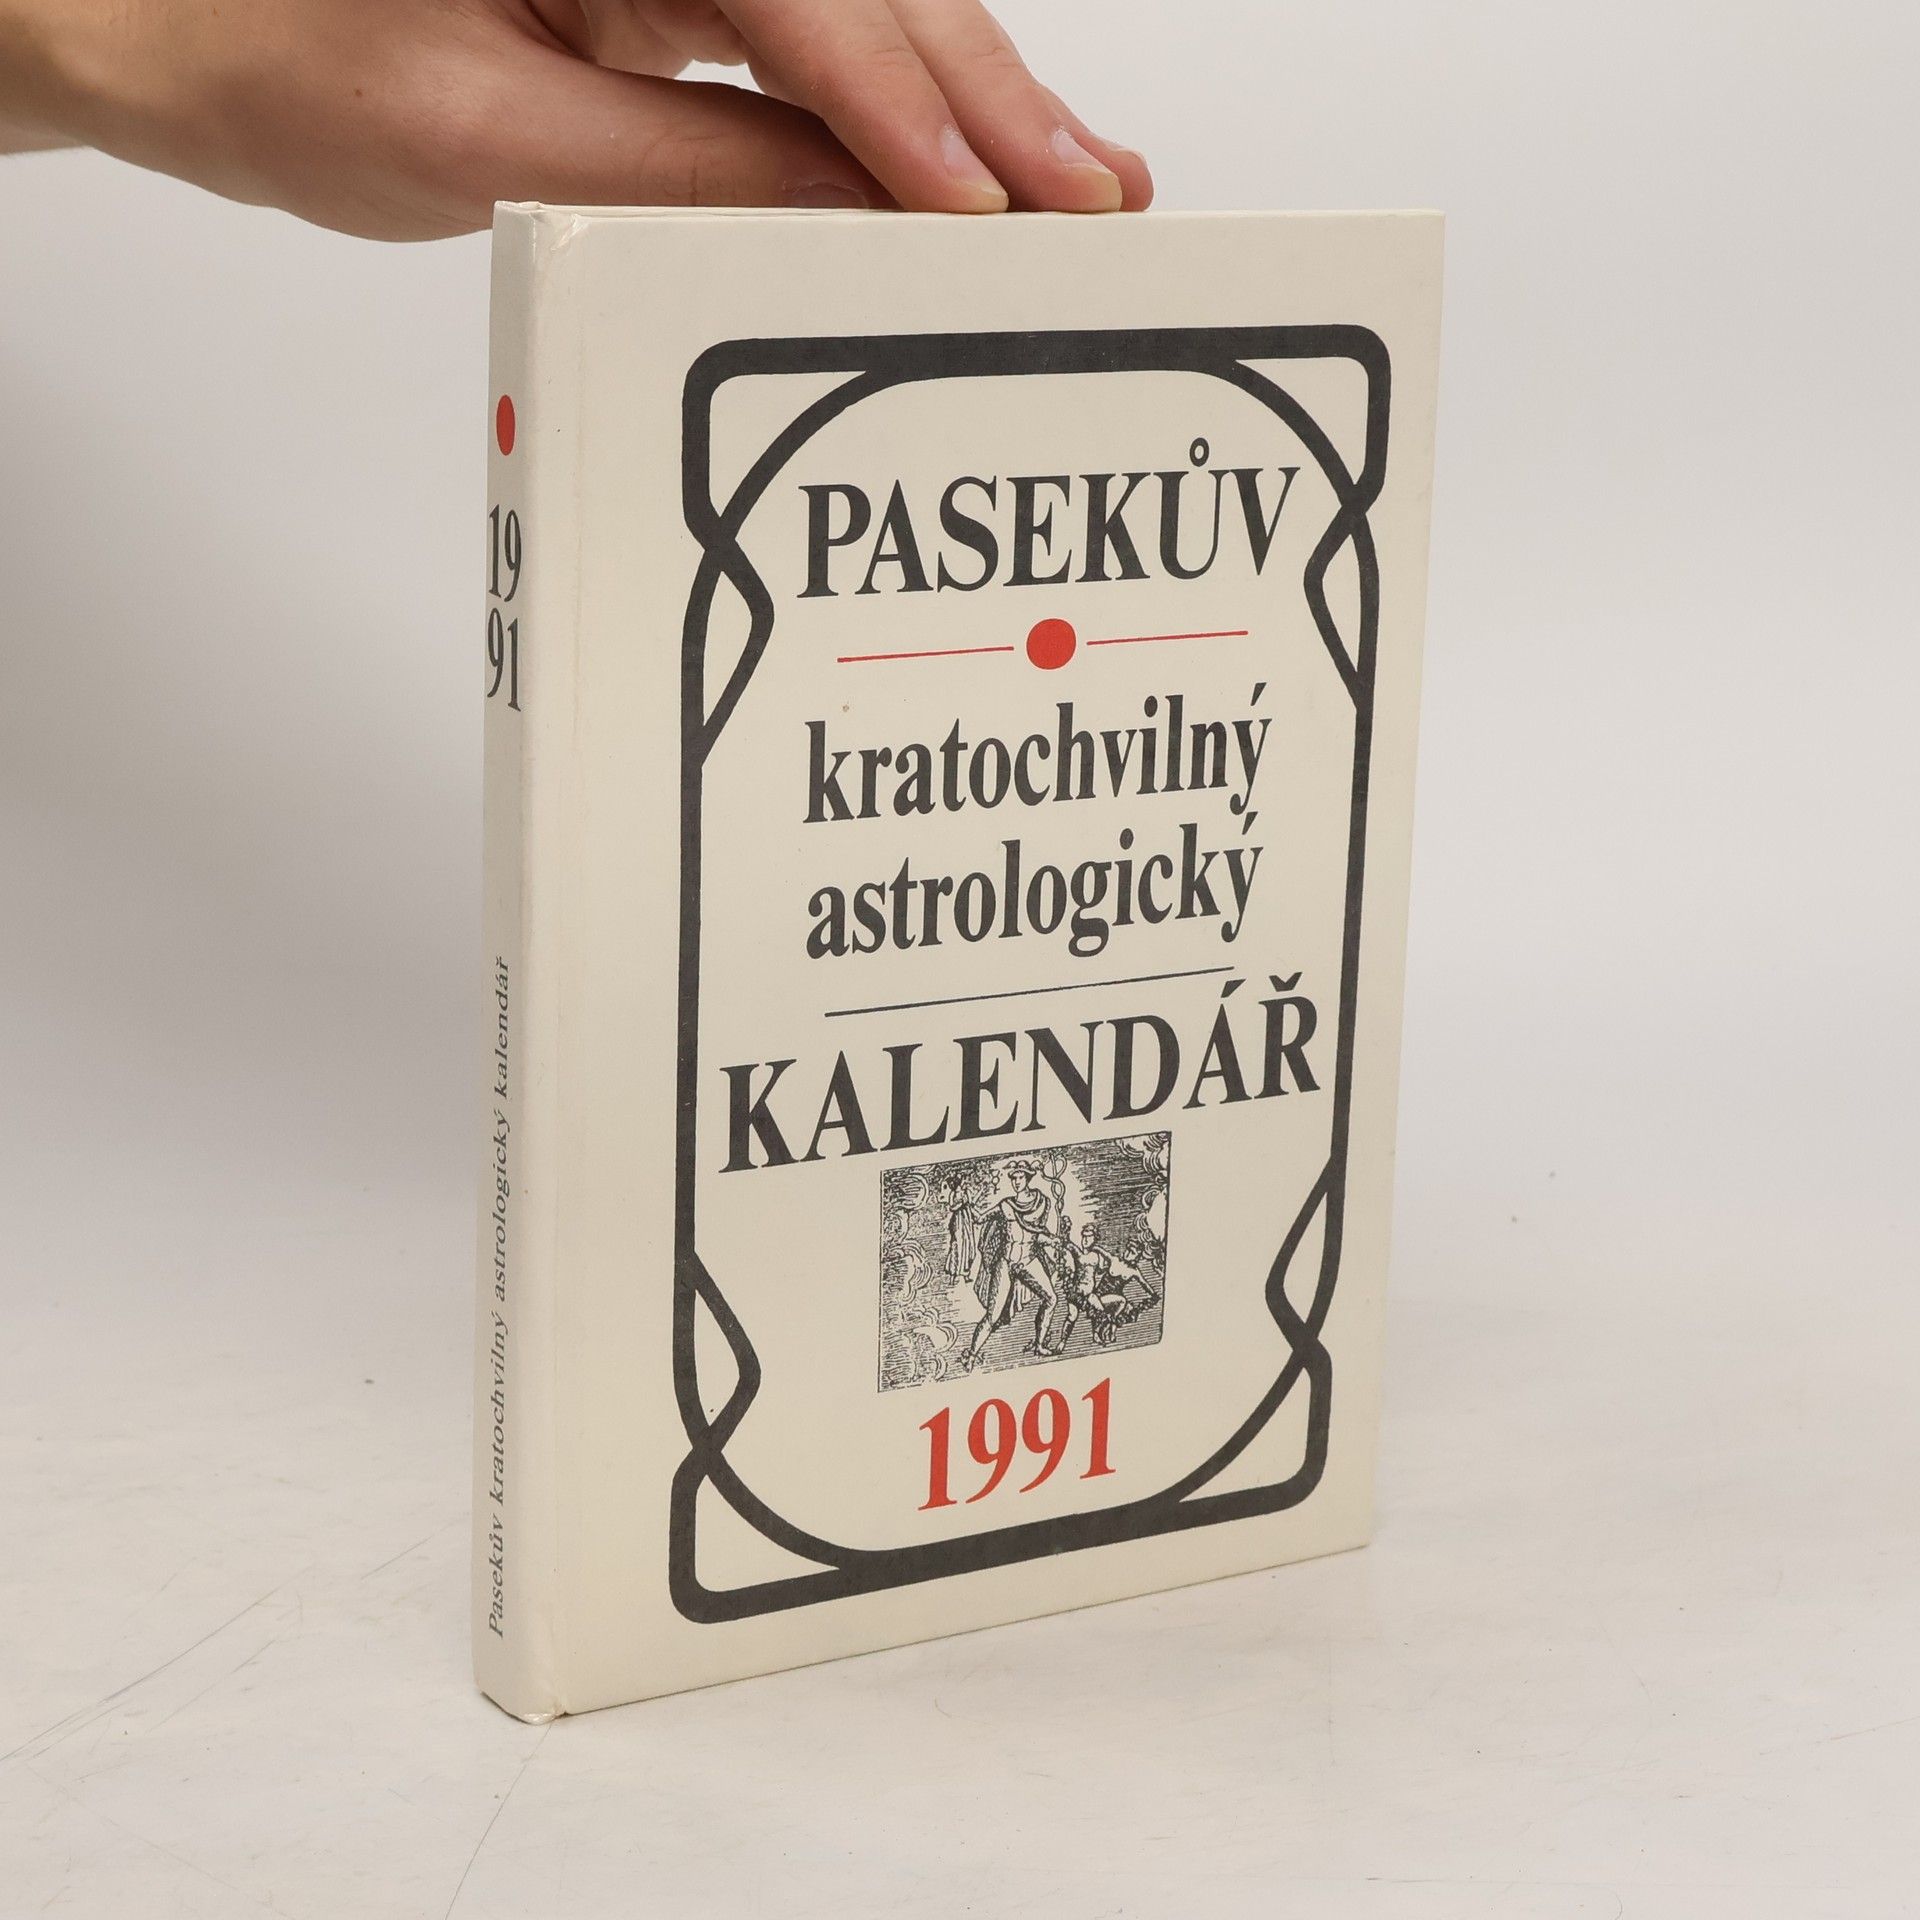 PASEKŮV
kratochvilný
astrologický
KALENDÁŘ
1991
19
91
Pasekův kratochvilný astrologický kalendář